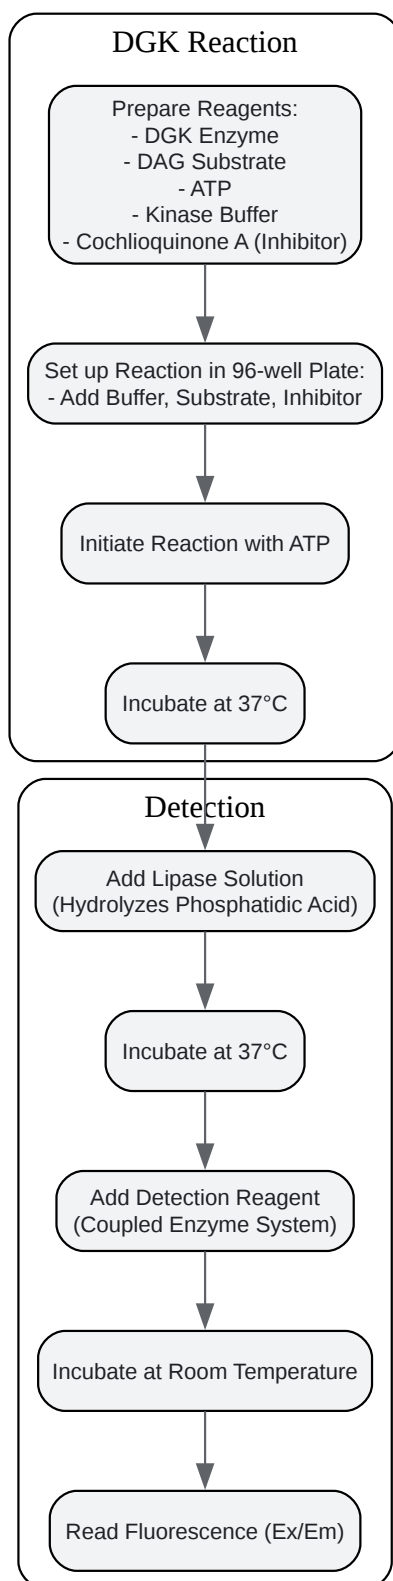 DGK Reaction
Prepare Reagents:
- DGK Enzyme
- DAG Substrate
- ATP
- Kinase Buffer
- Cochlioquinone A (Inhibitor)
Set up Reaction in 96-well Plate:
- Add Buffer, Substrate, Inhibitor
Initiate Reaction with ATP
Incubate at 37°C
Detection
Add Lipase Solution
(Hydrolyzes Phosphatidic Acid)
Incubate at 37°C
Add Detection Reagent
(Coupled Enzyme System)
Incubate at Room Temperature
Read Fluorescence (Ex/Em)